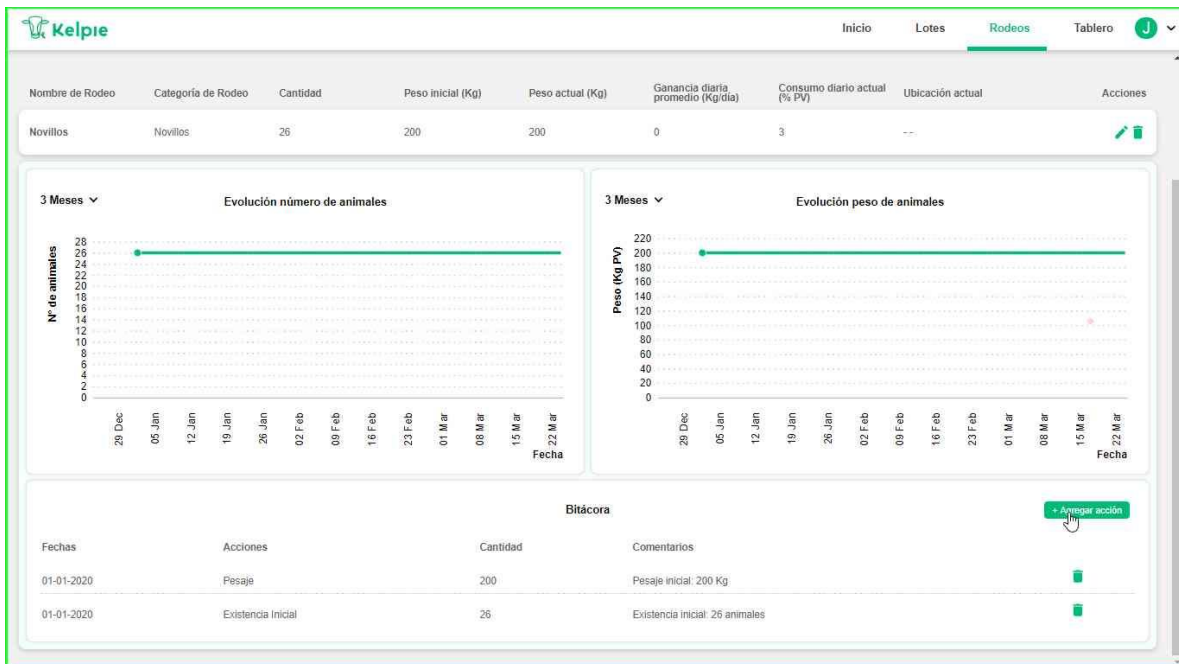 Kelpie
Inicio Lotes Rodeos Tablero J
Nombre de Rodeo Categoría de Rodeo Cantidad Peso inicial (Kg) Peso actual (Kg) Ganancia diaria promedio (Kg/día) Consumo diario actual (% PV) Ubicación actual Acciones
Novillos Novillos 26 200 200 0 3 --
3 Meses
Evolución número de animales
Nº de animales
28
26
24
22
20
18
16
14
12
10
8
6
4
2
0
29 Dec 05 Jan 12 Jan 19 Jan 26 Jan 02 Feb 09 Feb 16 Feb 23 Feb 01 Mar 08 Mar 15 Mar 22 Mar
Fecha
3 Meses
Evolución peso de animales
Peso (Kg PV)
220
200
180
160
140
120
100
80
60
40
20
0
29 Dec 05 Jan 12 Jan 19 Jan 26 Jan 02 Feb 09 Feb 16 Feb 23 Feb 01 Mar 08 Mar 15 Mar 22 Mar
Fecha
Bitácora
+ Agregar acción
Fechas Acciones Cantidad Comentarios
01-01-2020 Pesaje 200 Pesaje inicial: 200 Kg
01-01-2020 Existencia Inicial 26 Existencia inicial: 26 animales